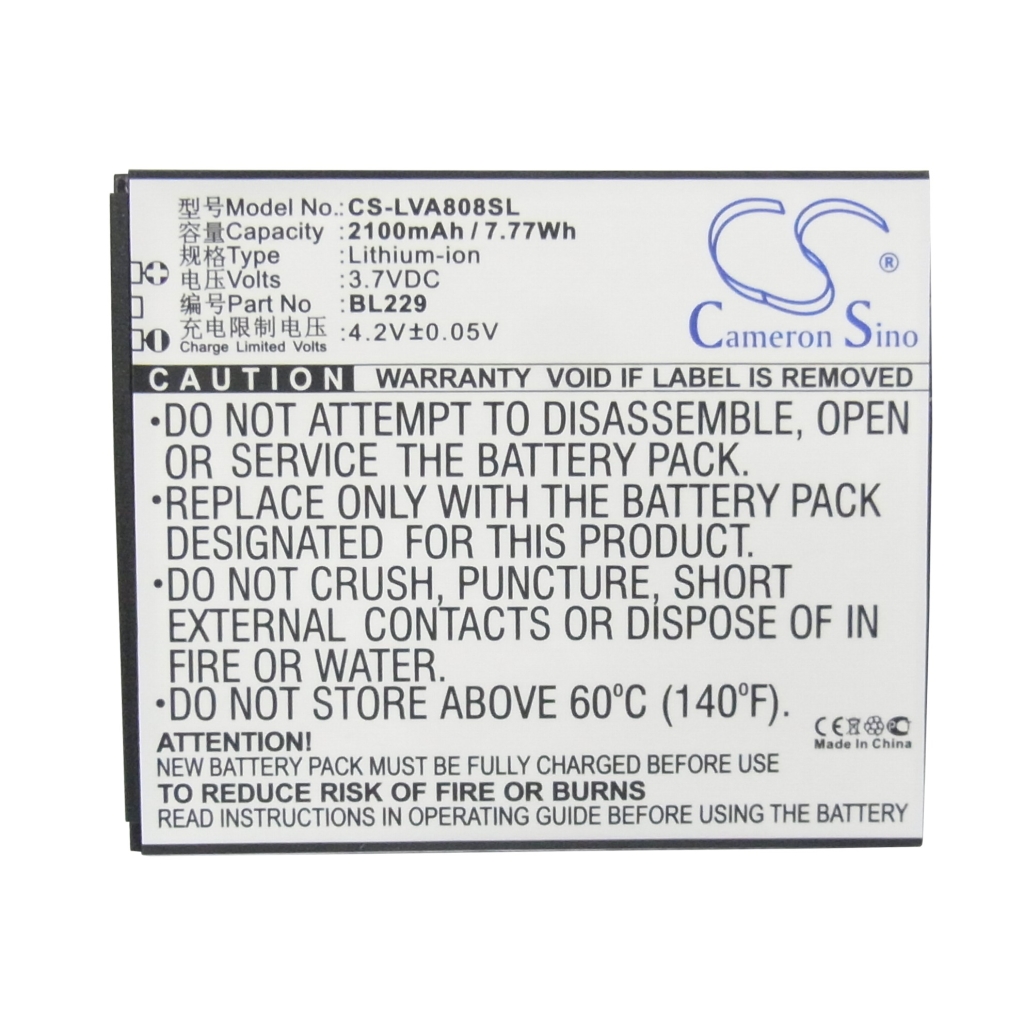 型号Model No.: CS-LVA808SL
容量Capacity : 2100mAh / 7.77Wh
规格Type : Lithium-ion
电压Volts : 3.7VDC
编号Part No : BL229
充电限制电压 : 4.2V±0.05V
Charge Limited Volts
CS
®
Cameron Sino
CAUTION WARRANTY VOID IF LABEL IS REMOVED
•DO NOT ATTEMPT TO DISASSEMBLE, OPEN
OR SERVICE THE BATTERY PACK.
•REPLACE ONLY WITH THE BATTERY PACK
DESIGNATED FOR THIS PRODUCT.
•DO NOT CRUSH, PUNCTURE, SHORT
EXTERNAL CONTACTS OR DISPOSE OF IN
FIRE OR WATER.
•DO NOT STORE ABOVE 60°C (140°F).
CE
Made In China
ATTENTION!
NEW BATTERY PACK MUST BE FULLY CHARGED BEFORE USE
TO REDUCE RISK OF FIRE OR BURNS
READ INSTRUCTIONS IN OPERATING GUIDE BEFORE USING THE BATTERY